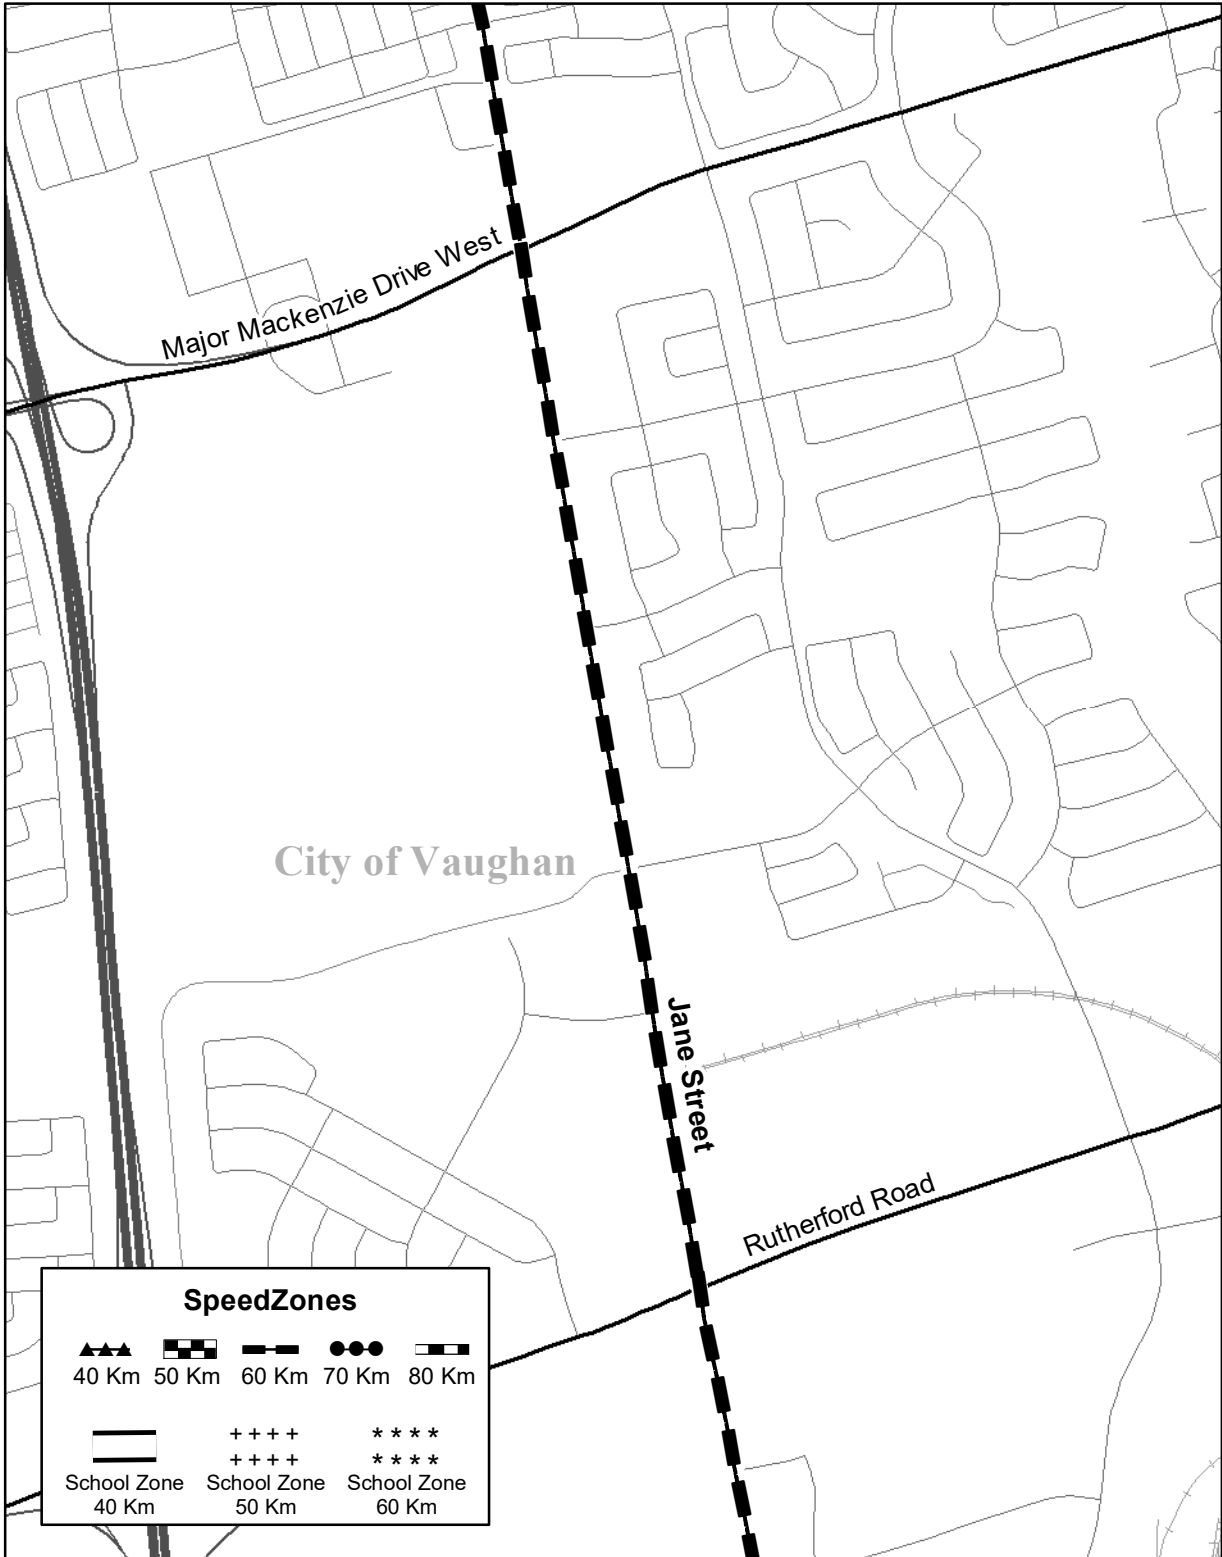 Major Mackenzie Drive West
City of Vaughan
Jane Street
Rutherford Road
SpeedZones
40 Km 50 Km 60 Km 70 Km 80 Km
++++ ****
++++ ****
School Zone School Zone School Zone
40 Km 50 Km 60 Km